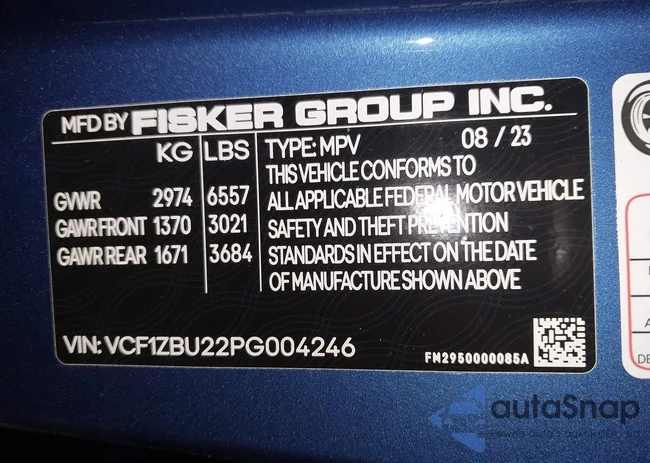 MFD BY FISKER GROUP INC.
KG LBS TYPE: MPV 08 / 23
THIS VEHICLE CONFORMS TO
GVWR 2974 6557 ALL APPLICABLE FEDERAL MOTOR VEHICLE
GAWR FRONT 1370 3021 SAFETY AND THEFT PREVENTION
GAWR REAR 1671 3684 STANDARDS IN EFFECT ON THE DATE
OF MANUFACTURE SHOWN ABOVE
VIN: VCF1ZBU22PG004246
FM2950000085A
autaSnap